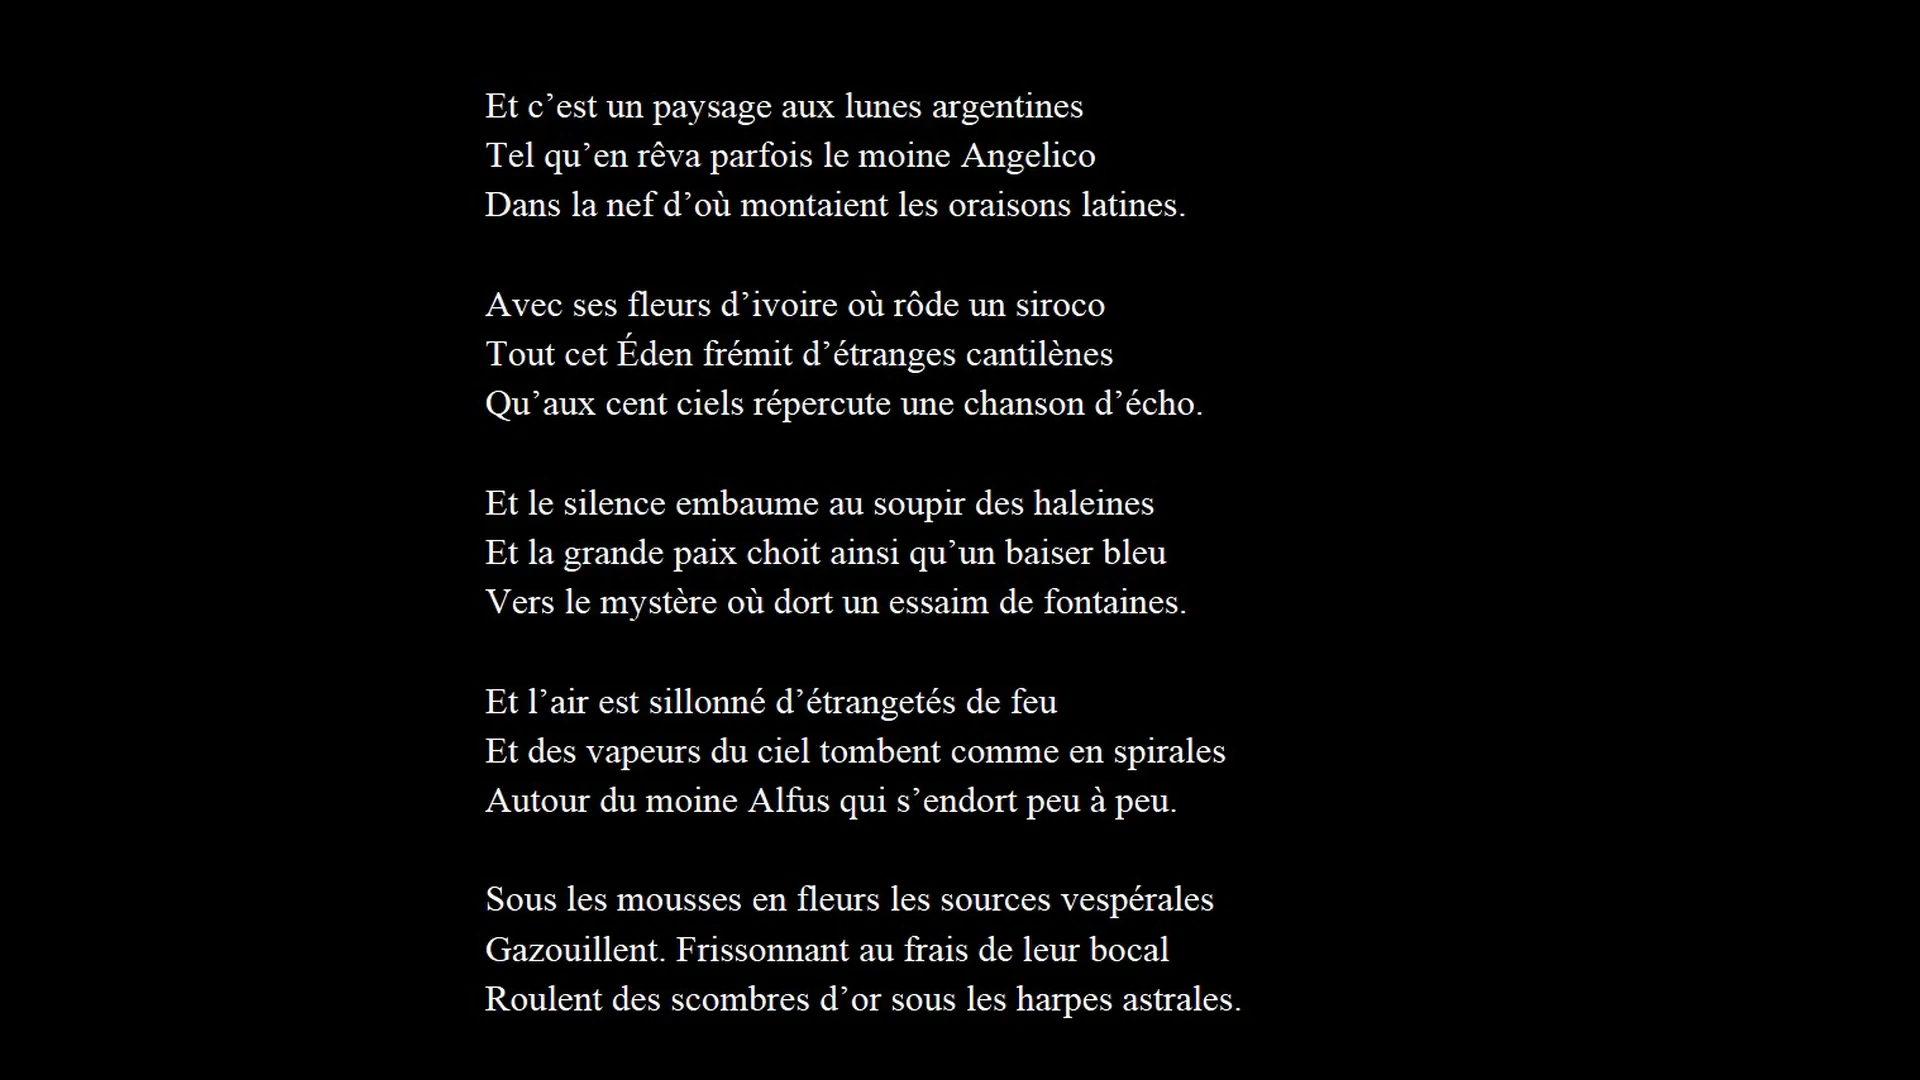 Et c’est un paysage aux lunes argentines
Tel qu’en rêva parfois le moine Angelico
Dans la nef d’où montaient les oraisons latines.
Avec ses fleurs d’ivoire où rôde un siroco
Tout cet Éden frémit d’étranges cantilènes
Qu’aux cent ciels répercute une chanson d’écho.
Et le silence embaume au soupir des haleines
Et la grande paix choit ainsi qu’un baiser bleu
Vers le mystère où dort un essaim de fontaines.
Et l’air est sillonné d’étrangetés de feu
Et des vapeurs du ciel tombent comme en spirales
Autour du moine Alfus qui s’endort peu à peu.
Sous les mousses en fleurs les sources vespérales
Gazouillent. Frissonnant au frais de leur bocal
Roulent des scombres d’or sous les harpes astrales.